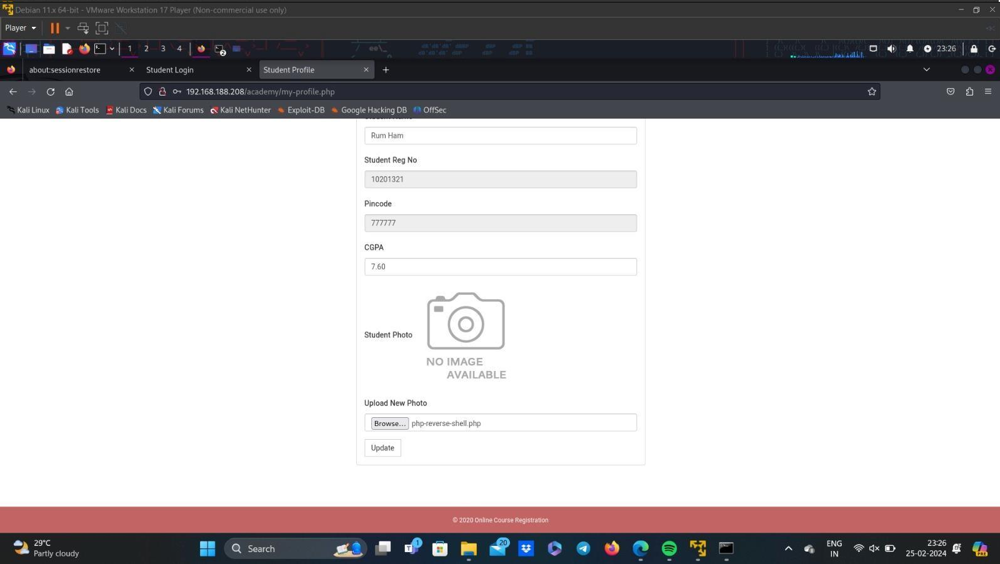 Debian 11.x 64-bit - VMware Workstation 17 Player (Non-commercial use only)
Player
1 2 3 4
2
23:26
about:sessionrestore
Student Login
Student Profile
192.168.188.208/academy/my-profile.php
Kali Linux
Kali Tools
Kali Docs
Kali Forums
Kali NetHunter
Exploit-DB
Google Hacking DB
OffSec
Rum Ham
Student Reg No
10201321
Pincode
777777
CGPA
7.60
Student Photo
NO IMAGE
AVAILABLE
Upload New Photo
Browse... php-reverse-shell.php
Update
© 2020 Online Course Registration
29°C
Partly cloudy
Search
1
20
ENG
IN
23:26
25-02-2024
PRE